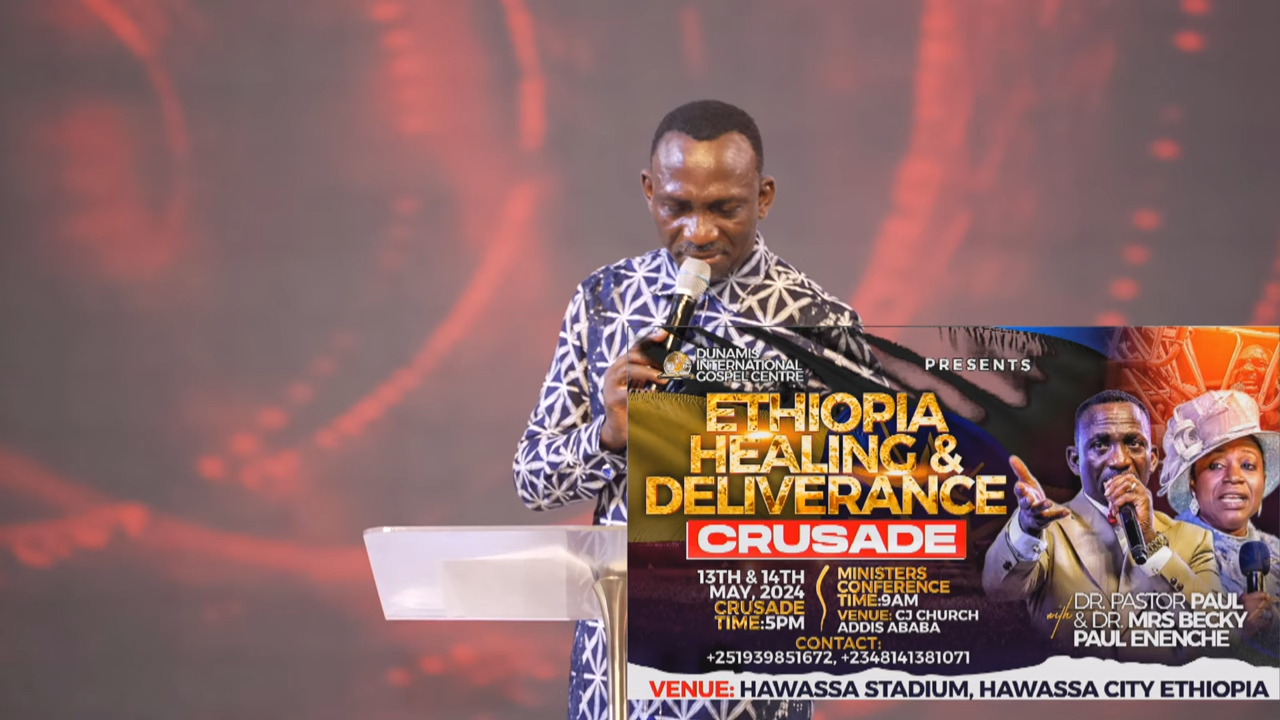 DUNAMIS
INTERNATIONAL
GOSPEL CENTRE
PRESENTS
ETHIOPIA
HEALING &
DELIVERANCE
CRUSADE
13TH & 14TH
MAY, 2024
CRUSADE
TIME:5PM
MINISTERS
CONFERENCE
TIME:9AM
VENUE: CJ CHURCH
ADDIS ABABA
CONTACT:
+251939851672, +2348141381071
with DR. PASTOR PAUL
& DR. MRS BECKY
PAUL ENENCHE
VENUE: HAWASSA STADIUM, HAWASSA CITY ETHIOPIA